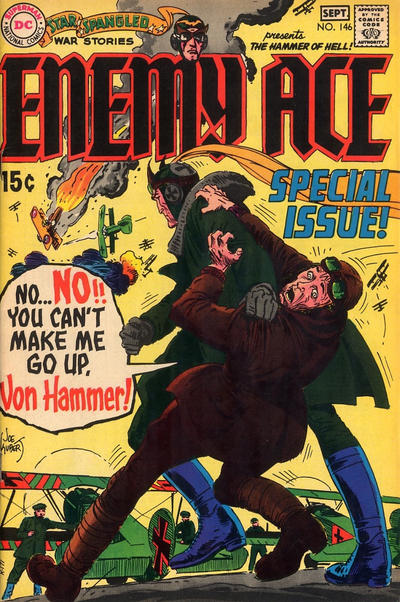 SUPERMAN
DC
NATIONAL COMICS
STAR SPANGLED
WAR STORIES
SEPT.
NO. 146
APPROVED
BY THE
COMICS
CODE
AUTHORITY
presents
THE HAMMER OF HELL!
ENEMY ACE
15¢
SPECIAL
ISSUE!
NO... NO!!
YOU CAN'T
MAKE ME
GO UP,
Von Hammer!
JOE
KUBERT